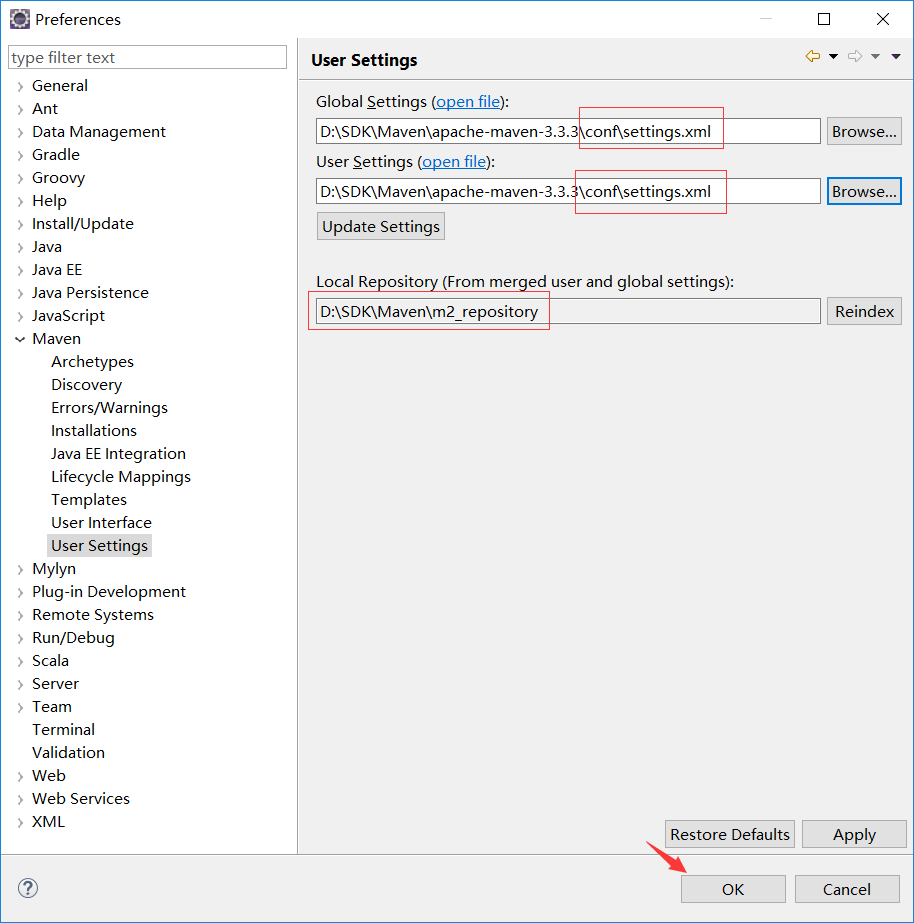 Preferences
type filter text
General
Ant
Data Management
Gradle
Groovy
Help
Install/Update
Java
Java EE
Java Persistence
JavaScript
Maven
Archetypes
Discovery
Errors/Warnings
Installations
Java EE Integration
Lifecycle Mappings
Templates
User Interface
User Settings
Mylyn
Plug-in Development
Remote Systems
Run/Debug
Scala
Server
Team
Terminal
Validation
Web
Web Services
XML
User Settings
Global Settings (open file):
D:\SDK\Maven\apache-maven-3.3.3\conf\settings.xml Browse...
User Settings (open file):
D:\SDK\Maven\apache-maven-3.3.3\conf\settings.xml Browse...
Update Settings
Local Repository (From merged user and global settings):
D:\SDK\Maven\m2_repository Reindex
Restore Defaults Apply
? OK Cancel